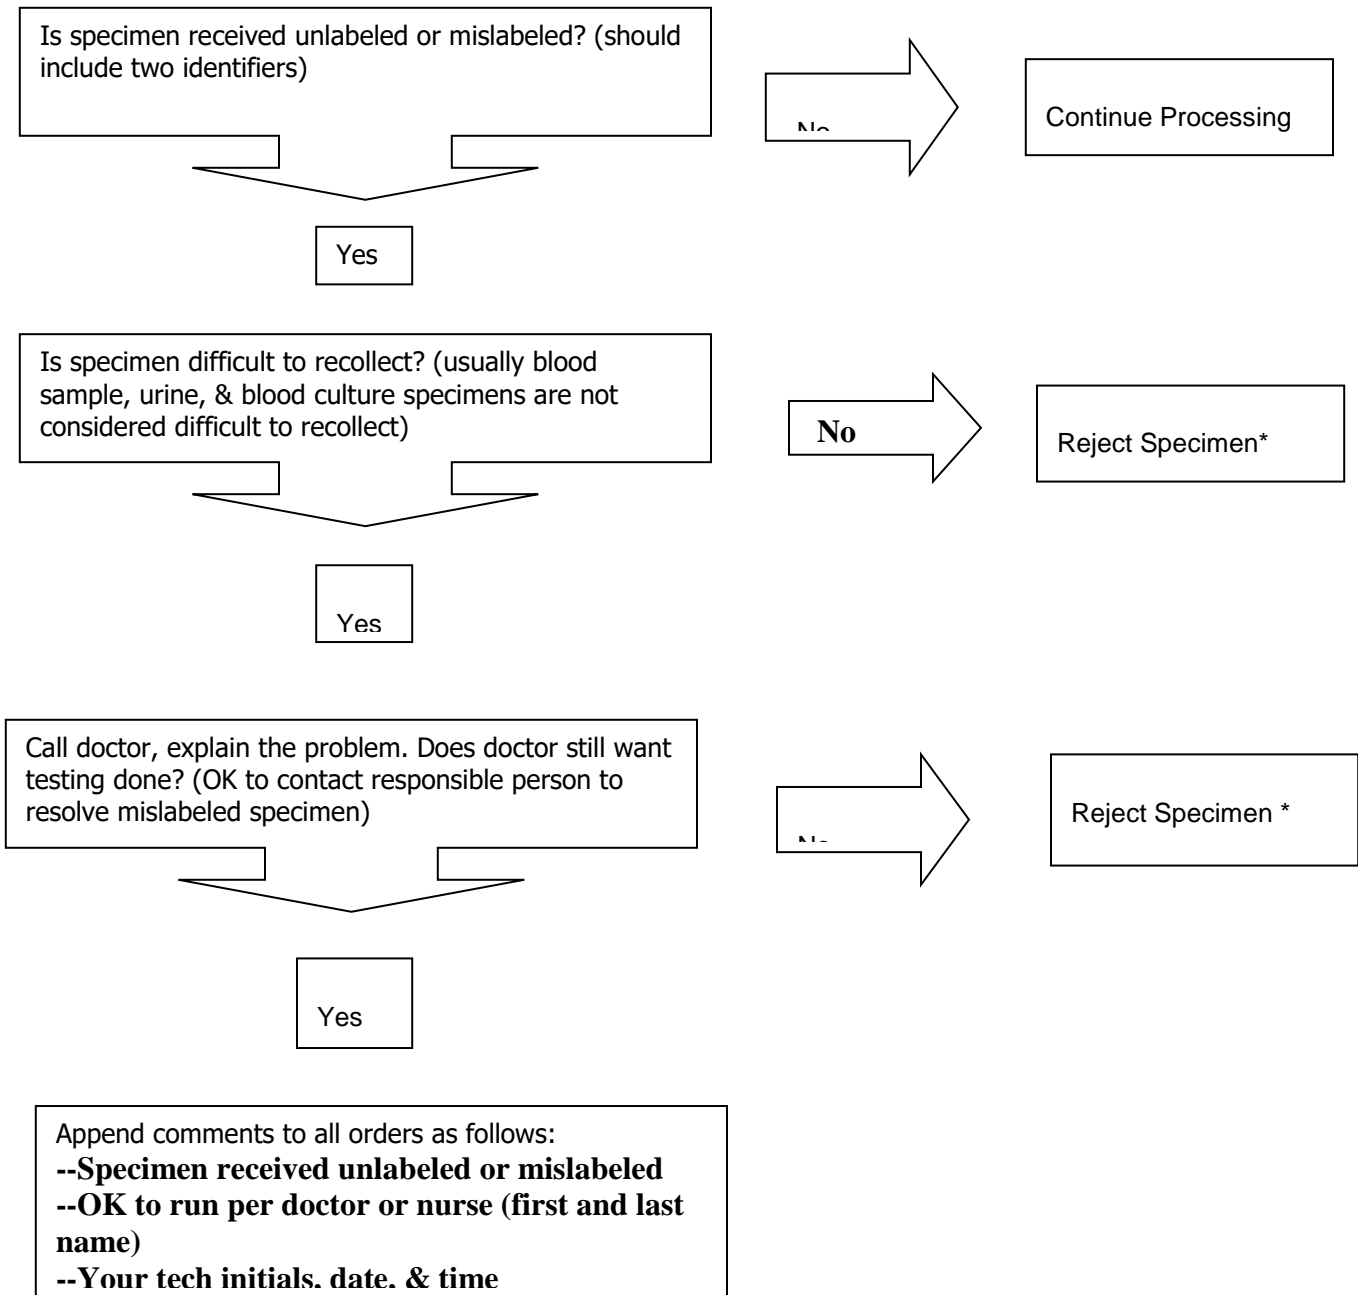 Is specimen received unlabeled or mislabeled? (should
include two identifiers)
No
Continue Processing
Yes
Is specimen difficult to recollect? (usually blood
sample, urine, & blood culture specimens are not
considered difficult to recollect)
No
Reject Specimen*
Yes
Call doctor, explain the problem. Does doctor still want
testing done? (OK to contact responsible person to
resolve mislabeled specimen)
No
Reject Specimen *
Yes
Append comments to all orders as follows:
--Specimen received unlabeled or mislabeled
--OK to run per doctor or nurse (first and last
name)
--Your tech initials, date, & time